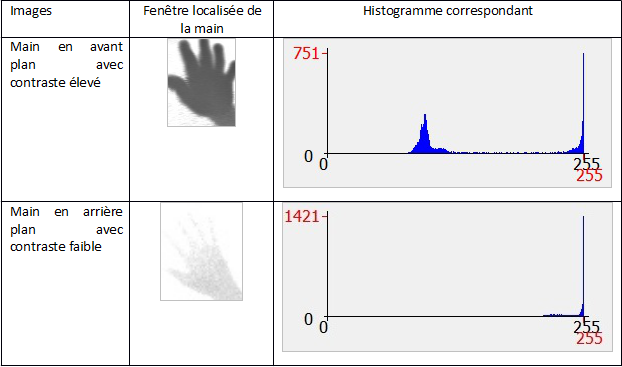 Images
Fenêtre localisée de
la main
Histogramme correspondant
Main en avant
plan avec
contraste élevé
751
0
0
255
255
Main en arrière
plan avec
contraste faible
1421
0
0
255
255